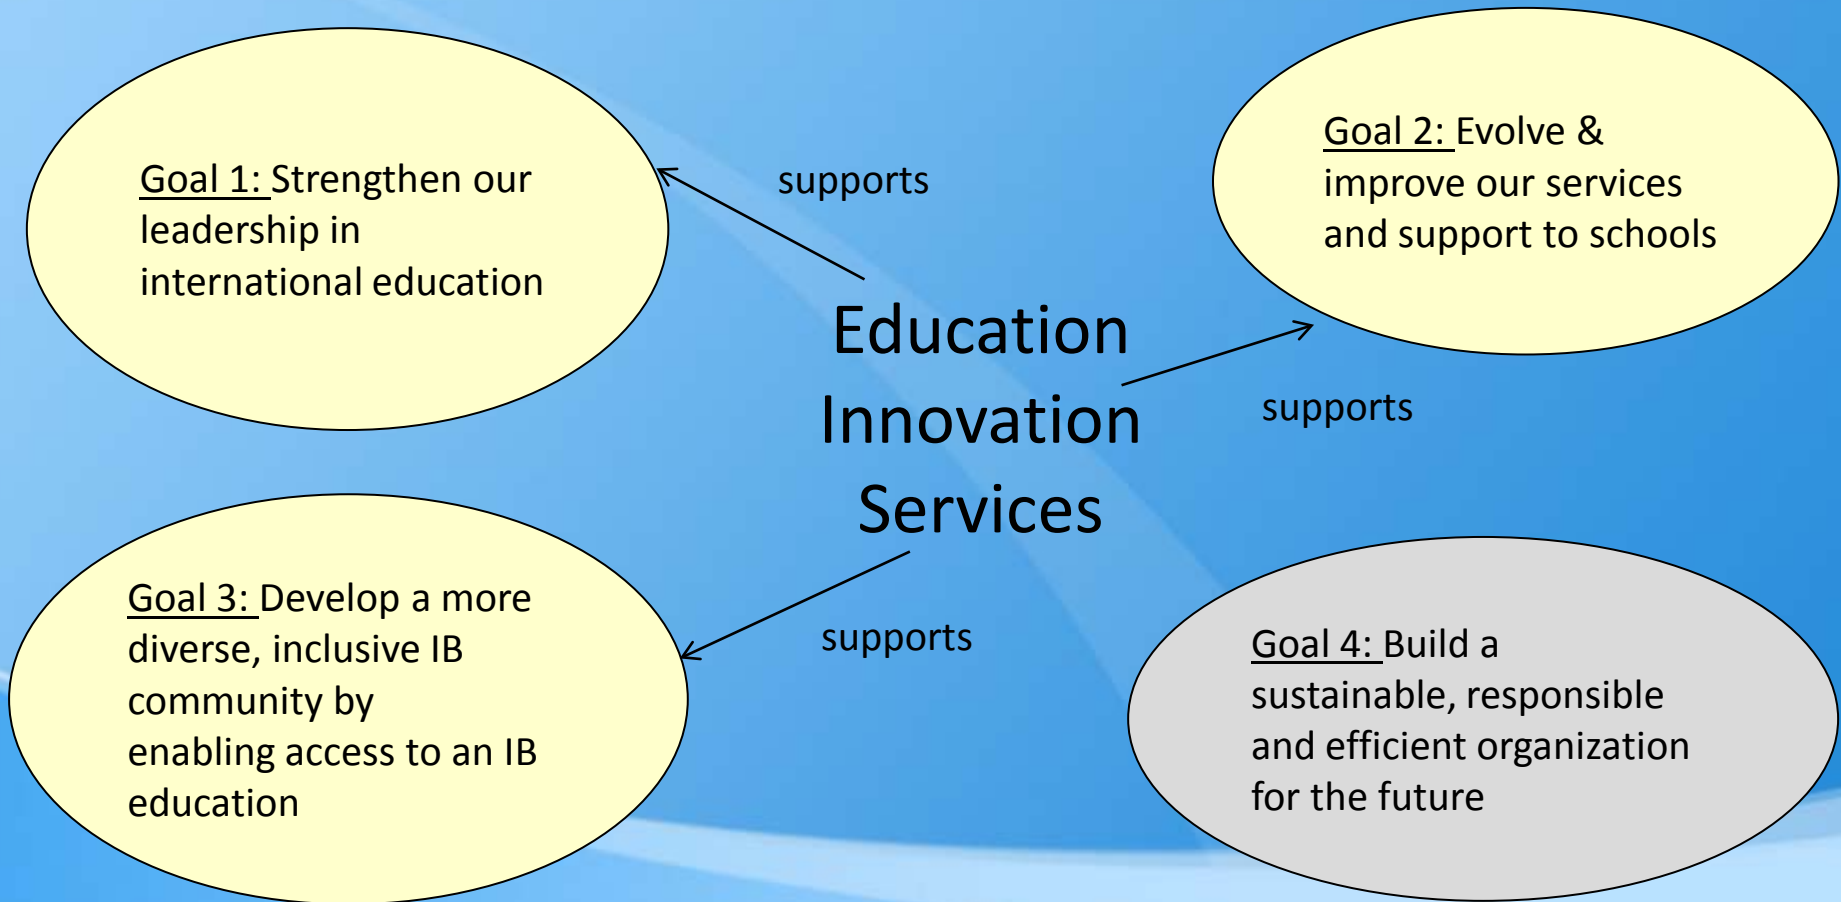 Goal 1: Strengthen our
leadership in
international education
supports
Goal 2: Evolve &
improve our services
and support to schools
Education
Innovation
Services
supports
Goal 3: Develop a more
diverse, inclusive IB
community by
enabling access to an IB
education
supports
Goal 4: Build a
sustainable, responsible
and efficient organization
for the future